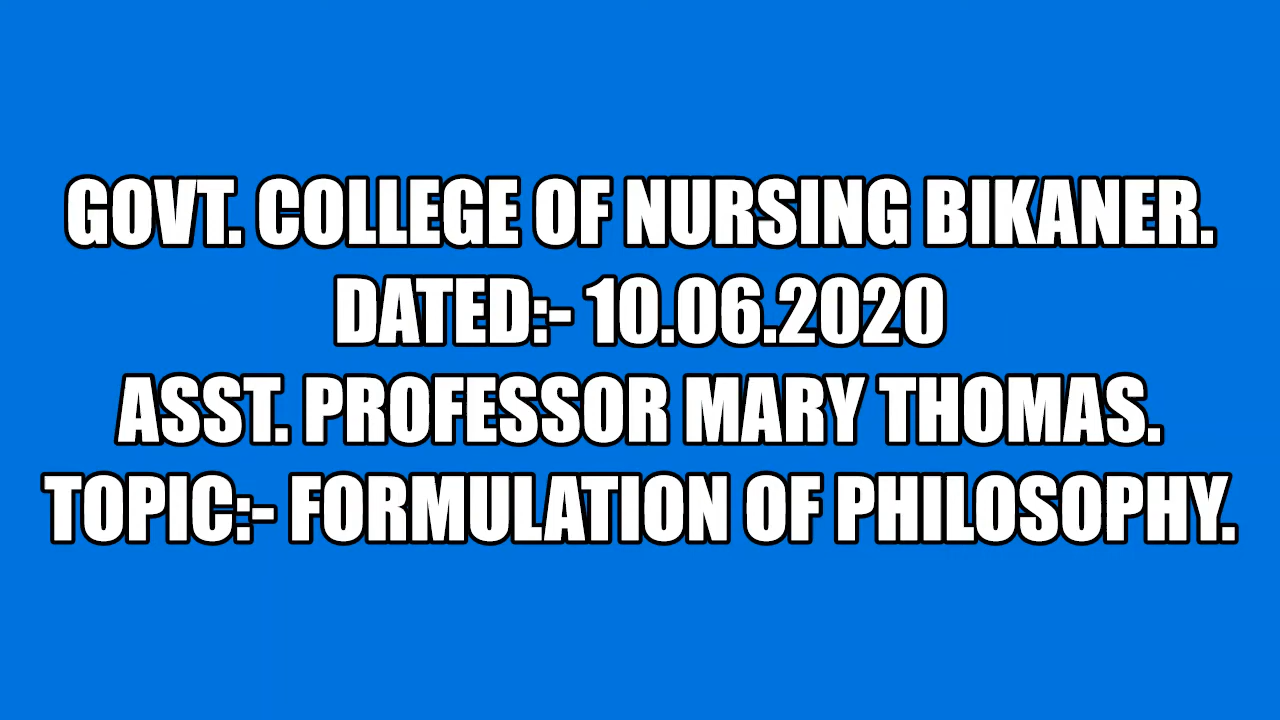 GOVT. COLLEGE OF NURSING BIKANER.
DATED:- 10.06.2020
ASST. PROFESSOR MARY THOMAS.
TOPIC:- FORMULATION OF PHILOSOPHY.